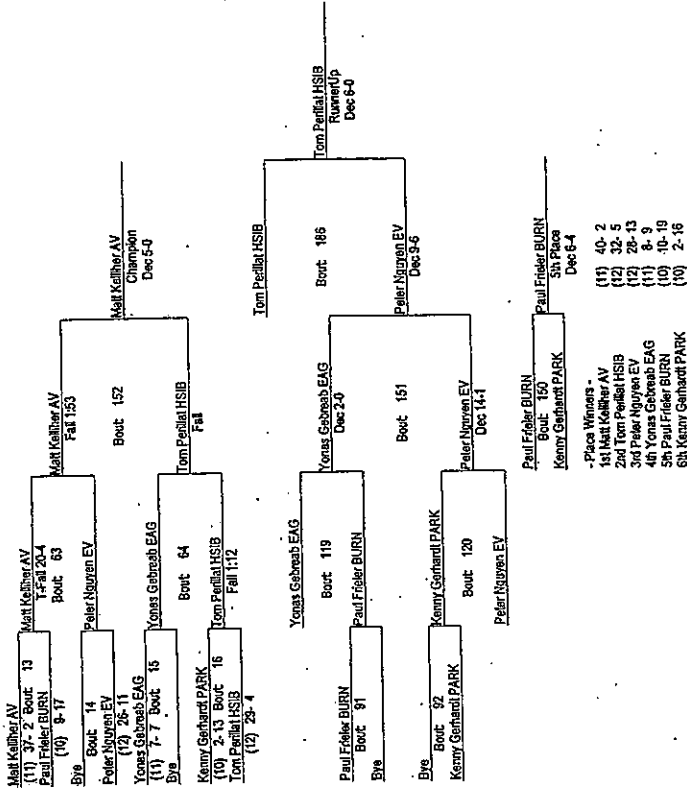 Matt Kelliher AV
(11) 37- 2 Bout: 13
Paul Frieler BURN
(10) 9-17
Bye
Bout: 14
Peter Nguyen EV
(12) 26-11
Yonas Gebreab EAG
(11) 7- 7 Bout: 15
Bye
Kenny Gerhardt PARK
(10) 2-13 Bout: 16
Tom Perillat HSIB
(12) 29- 4
Matt Kelliher AV
T-Fall 20-4
Bout: 63
Peter Nguyen EV
Yonas Gebreab EAG
Bout: 64
Tom Perillat HSIB
Fall 1:12
Matt Kelliher AV
Fall 1:53
Bout: 152
Tom Perillat HSIB
Fall
Matt Kelliher AV
Champion
Dec 5-0
Paul Frieler BURN
Bout: 91
Bye
Bye
Bout: 92
Kenny Gerhardt PARK
Yonas Gebreab EAG
Bout: 119
Paul Frieler BURN
Kenny Gerhardt PARK
Bout: 120
Peter Nguyen EV
Yonas Gebreab EAG
Dec 2-0
Bout: 151
Peter Nguyen EV
Dec 14-1
Tom Perillat HSIB
Bout: 186
Peter Nguyen EV
Dec 9-6
Tom Perillat HSIB
RunnerUp
Dec 6-0
Paul Frieler BURN
Bout: 150
Kenny Gerhardt PARK
Paul Frieler BURN
5th Place
Dec 6-4
- Place Winners -
1st Matt Kelliher AV (11) 40- 2
2nd Tom Perillat HSIB (12) 32- 5
3rd Peter Nguyen EV (12) 28-13
4th Yonas Gebreab EAG (11) 8- 9
5th Paul Frieler BURN (10) 10-19
6th Kenny Gerhardt PARK (10) 2-16